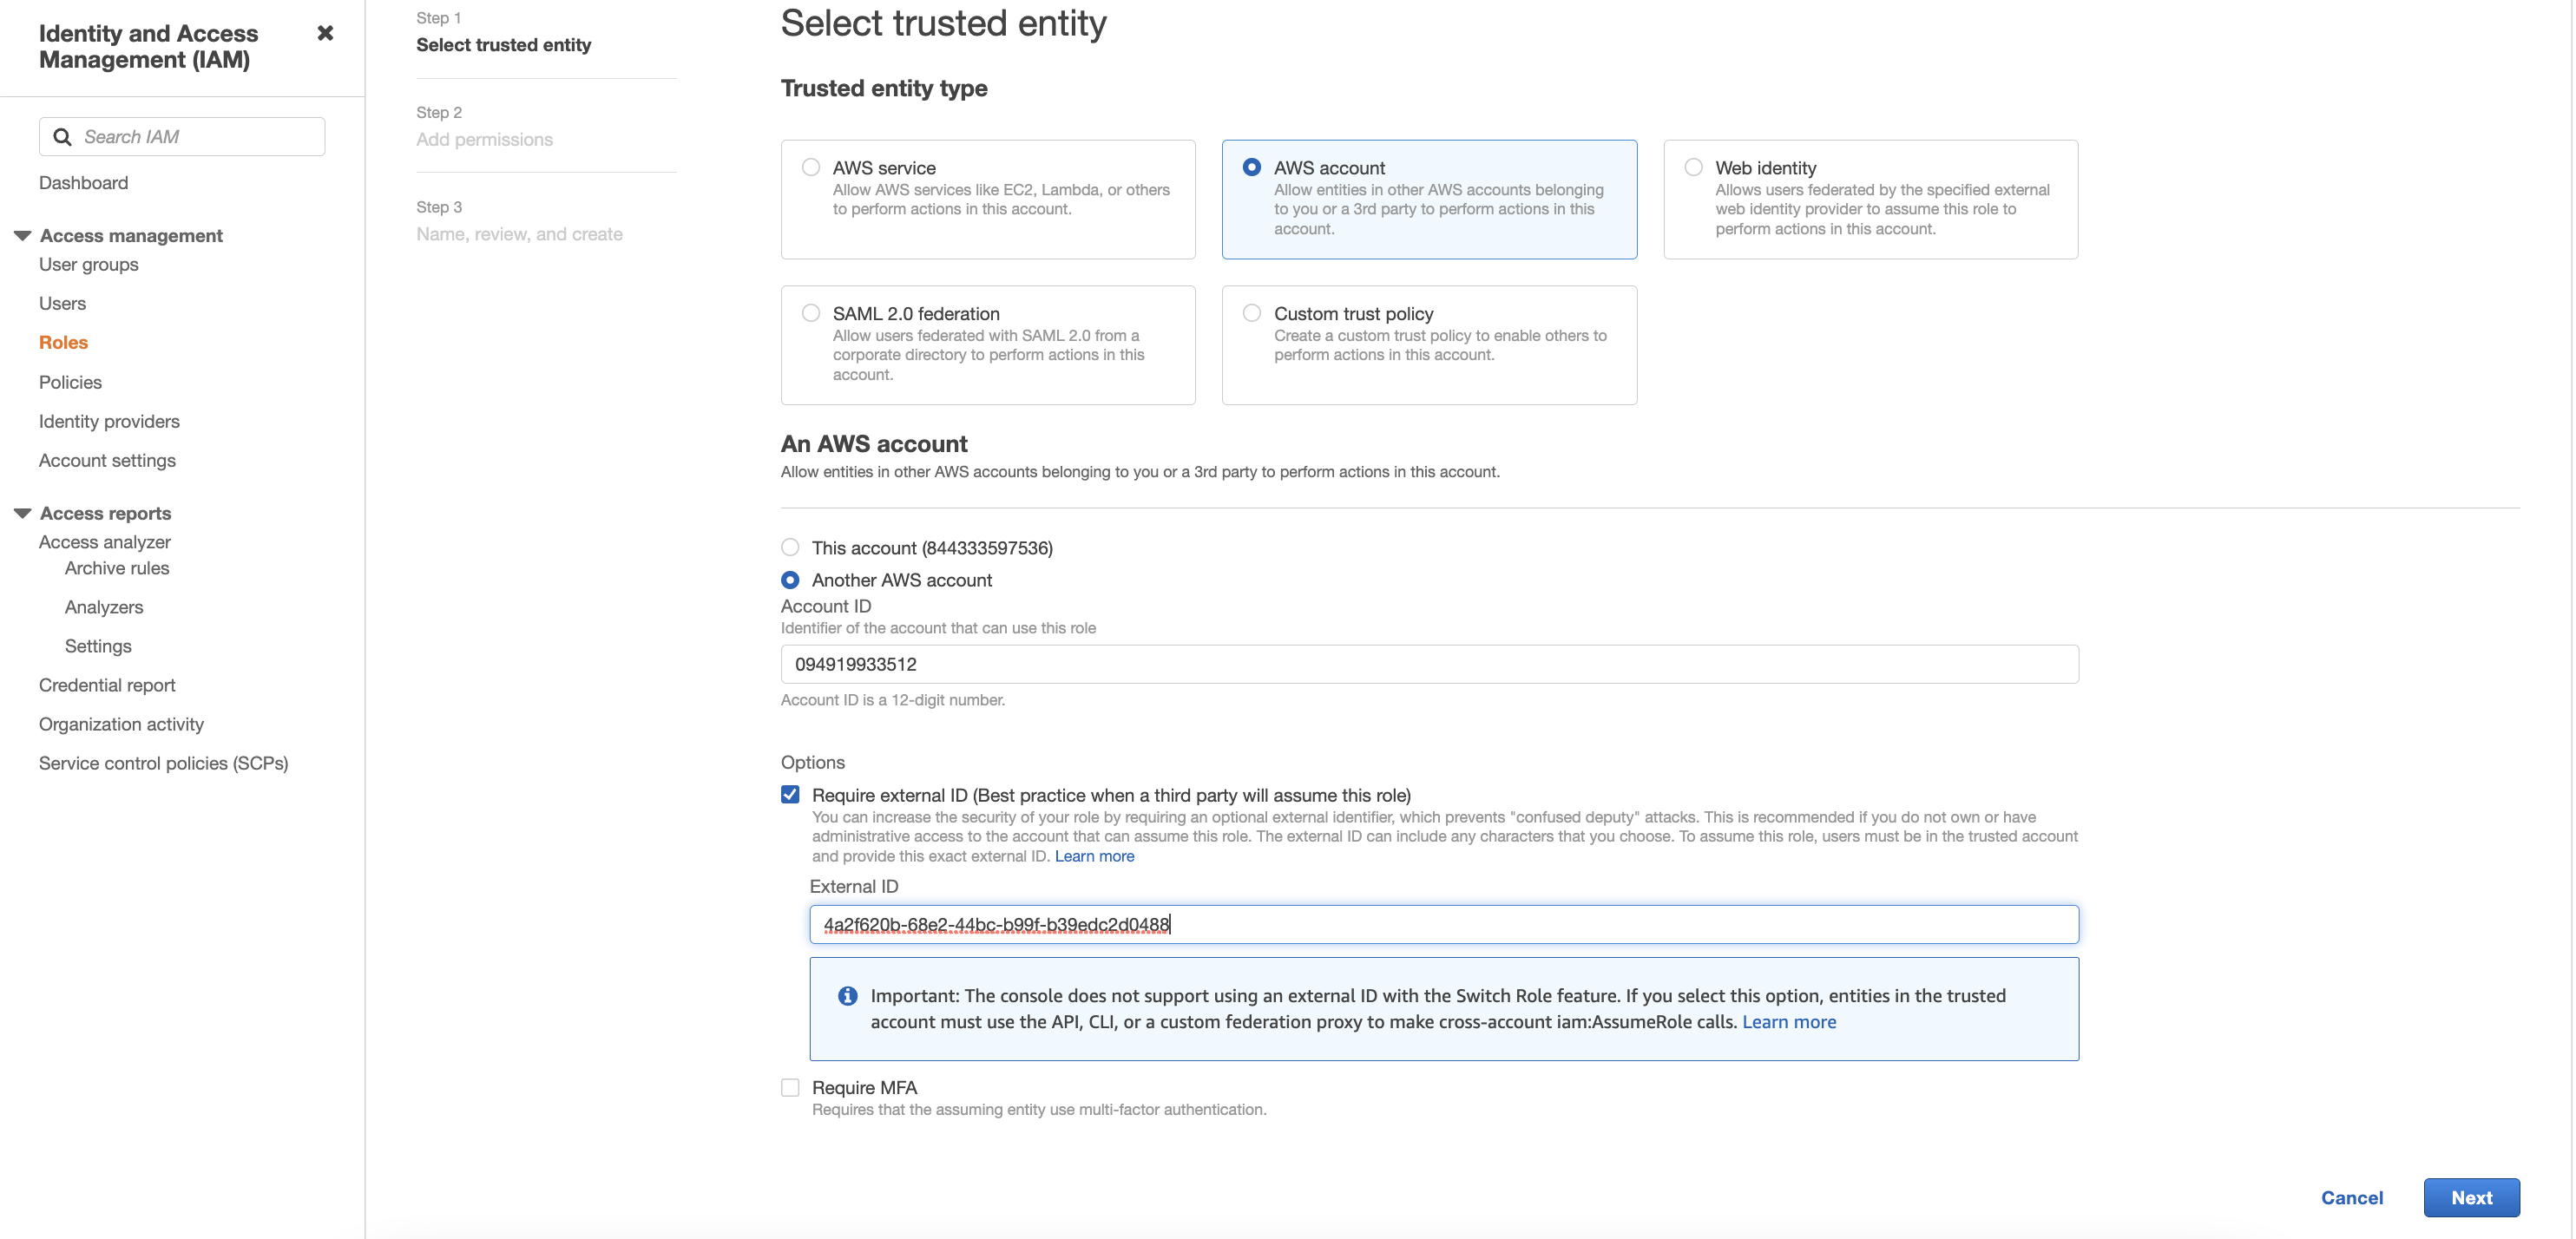 Identity and Access
Management (IAM)
Search IAM
Dashboard
Access management
User groups
Users
Roles
Policies
Identity providers
Account settings
Access reports
Access analyzer
Archive rules
Analyzers
Settings
Credential report
Organization activity
Service control policies (SCPs)
Step 1
Select trusted entity
Step 2
Add permissions
Step 3
Name, review, and create
Select trusted entity
Trusted entity type
AWS service
Allow AWS services like EC2, Lambda, or others
to perform actions in this account.
AWS account
Allow entities in other AWS accounts belonging
to you or a 3rd party to perform actions in this
account.
Web identity
Allows users federated by the specified external
web identity provider to assume this role to
perform actions in this account.
SAML 2.0 federation
Allow users federated with SAML 2.0 from a
corporate directory to perform actions in this
account.
Custom trust policy
Create a custom trust policy to enable others to
perform actions in this account.
An AWS account
Allow entities in other AWS accounts belonging to you or a 3rd party to perform actions in this account.
This account (844333597536)
Another AWS account
Account ID
Identifier of the account that can use this role
094919933512
Account ID is a 12-digit number.
Options
Require external ID (Best practice when a third party will assume this role)
You can increase the security of your role by requiring an optional external identifier, which prevents "confused deputy" attacks. This is recommended if you do not own or have
administrative access to the account that can assume this role. The external ID can include any characters that you choose. To assume this role, users must be in the trusted account
and provide this exact external ID. Learn more
External ID
4a2f620b-68e2-44bc-b99f-b39edc2d0488
Important: The console does not support using an external ID with the Switch Role feature. If you select this option, entities in the trusted
account must use the API, CLI, or a custom federation proxy to make cross-account iam:AssumeRole calls. Learn more
Require MFA
Requires that the assuming entity use multi-factor authentication.
Cancel
Next